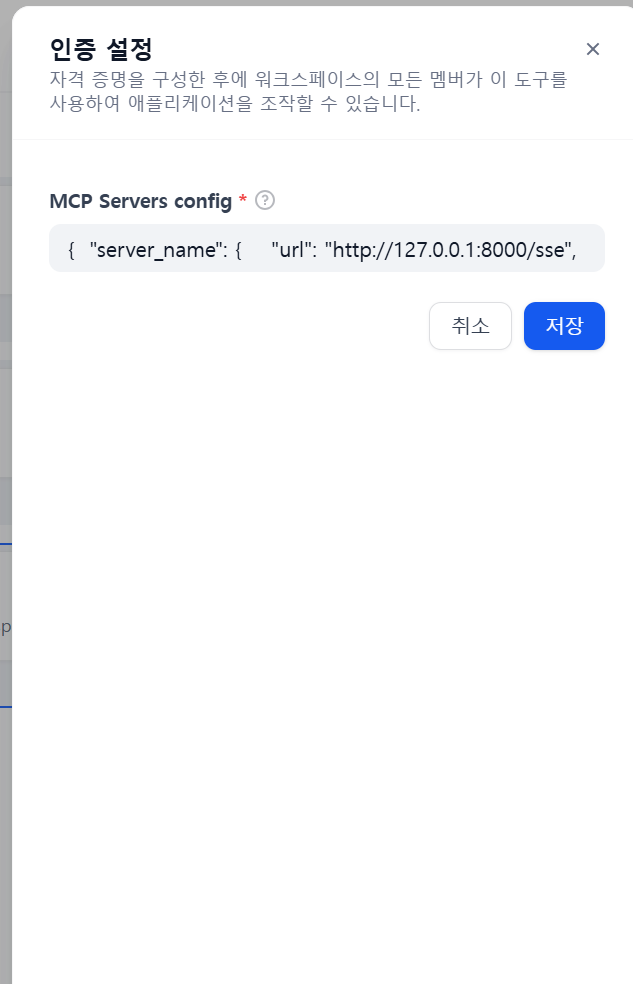 인증 설정
자격 증명을 구성한 후에 워크스페이스의 모든 멤버가 이 도구를
사용하여 애플리케이션을 조작할 수 있습니다.
MCP Servers config *
{ "server_name": { "url": "http://127.0.0.1:8000/sse",
취소
저장
p